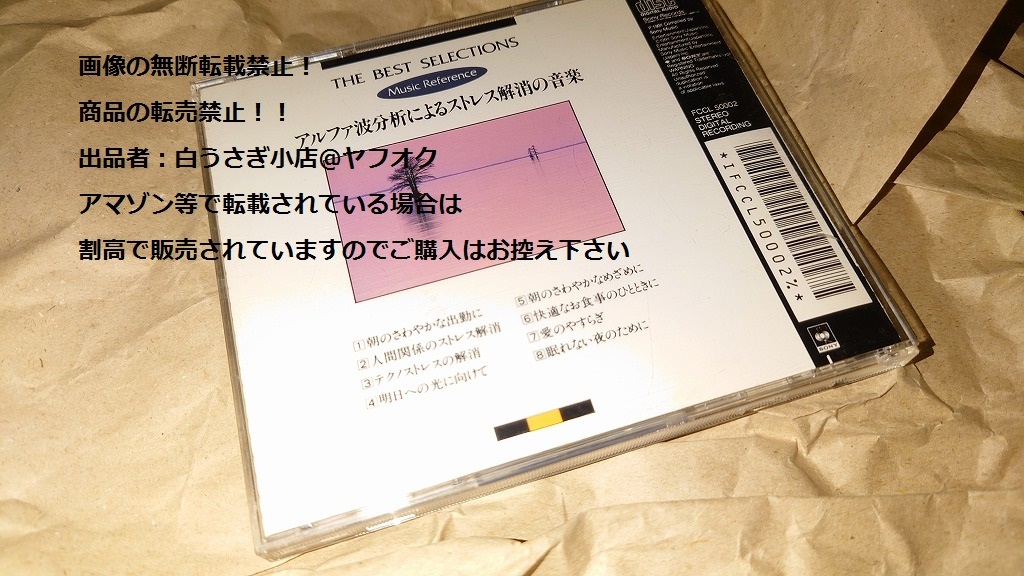 画像の無断転載禁止！
商品の転売禁止！！
出品者：白うさぎ小店@ヤフオク
アマゾン等で転載されている場合は
割高で販売されていますのでご購入はお控え下さい
THE BEST SELECTIONS
Music Reference
アルファ波分析によるストレス解消の音楽
1 朝のさわやかな出勤に
2 人間関係のストレス解消
3 テクノストレスの解消
4 明日への光に向けて
5 朝のさわやかなめざめに
6 快適なお食事のひとときに
7 愛のやすらぎ
8 眠れない夜のために
DIGITAL AUDIO
Sony Records
FCCL 50002
STEREO
DIGITAL
RECORDING
*IFCCL50002%*
SONY